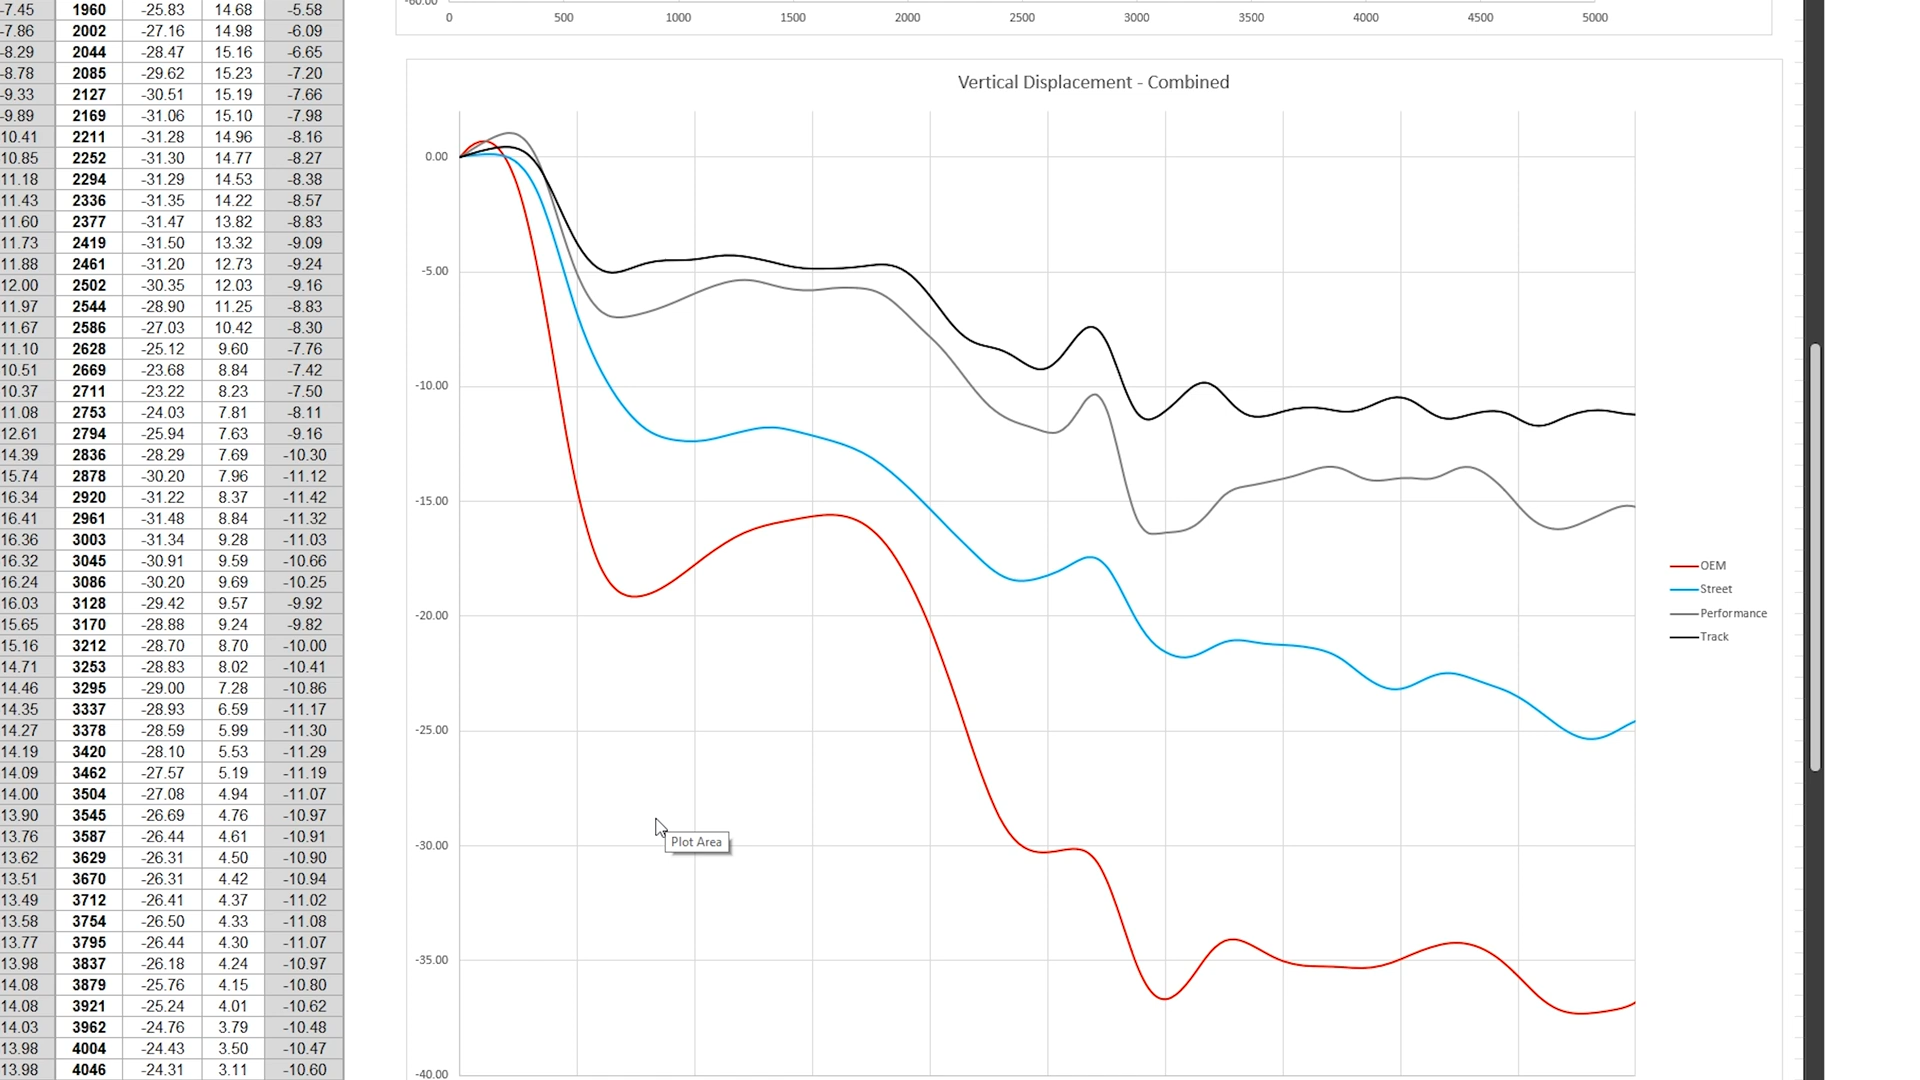 -7.45 1960 -25.83 14.68 -5.58
-7.86 2002 -27.16 14.98 -6.09
-8.29 2044 -28.47 15.16 -6.65
-8.78 2085 -29.62 15.23 -7.20
-9.33 2127 -30.51 15.19 -7.66
-9.89 2169 -31.06 15.10 -7.98
10.41 2211 -31.28 14.96 -8.16
10.85 2252 -31.30 14.77 -8.27
11.18 2294 -31.29 14.53 -8.38
11.43 2336 -31.35 14.22 -8.57
11.60 2377 -31.47 13.82 -8.83
11.73 2419 -31.50 13.32 -9.09
11.88 2461 -31.20 12.73 -9.24
12.00 2502 -30.35 12.03 -9.16
11.97 2544 -28.90 11.25 -8.83
11.67 2586 -27.03 10.42 -8.30
11.10 2628 -25.12 9.60 -7.76
10.51 2669 -23.68 8.84 -7.42
10.37 2711 -23.22 8.23 -7.50
11.08 2753 -24.03 7.81 -8.11
12.61 2794 -25.94 7.63 -9.16
14.39 2836 -28.29 7.69 -10.30
15.74 2878 -30.20 7.96 -11.12
16.34 2920 -31.22 8.37 -11.42
16.41 2961 -31.48 8.84 -11.32
16.36 3003 -31.34 9.28 -11.03
16.32 3045 -30.91 9.59 -10.66
16.24 3086 -30.20 9.69 -10.25
16.03 3128 -29.42 9.57 -9.92
15.65 3170 -28.88 9.24 -9.82
15.16 3212 -28.70 8.70 -10.00
14.71 3253 -28.83 8.02 -10.41
14.46 3295 -29.00 7.28 -10.86
14.35 3337 -28.93 6.59 -11.17
14.27 3378 -28.59 5.99 -11.30
14.19 3420 -28.10 5.53 -11.29
14.09 3462 -27.57 5.19 -11.19
14.00 3504 -27.08 4.94 -11.07
13.90 3545 -26.69 4.76 -10.97
13.76 3587 -26.44 4.61 -10.91
13.62 3629 -26.31 4.50 -10.90
13.51 3670 -26.31 4.42 -10.94
13.49 3712 -26.41 4.37 -11.02
13.58 3754 -26.50 4.33 -11.08
13.77 3795 -26.44 4.30 -11.07
13.98 3837 -26.18 4.24 -10.97
14.08 3879 -25.76 4.15 -10.80
14.08 3921 -25.24 4.01 -10.62
14.03 3962 -24.76 3.79 -10.48
13.98 4004 -24.43 3.50 -10.47
13.98 4046 -24.31 3.11 -10.60
-60.00
0 500 1000 1500 2000 2500 3000 3500 4000 4500 5000
Vertical Displacement - Combined
0.00
-5.00
-10.00
-15.00
-20.00
-25.00
-30.00
-35.00
-40.00
Plot Area
OEM
Street
Performance
Track